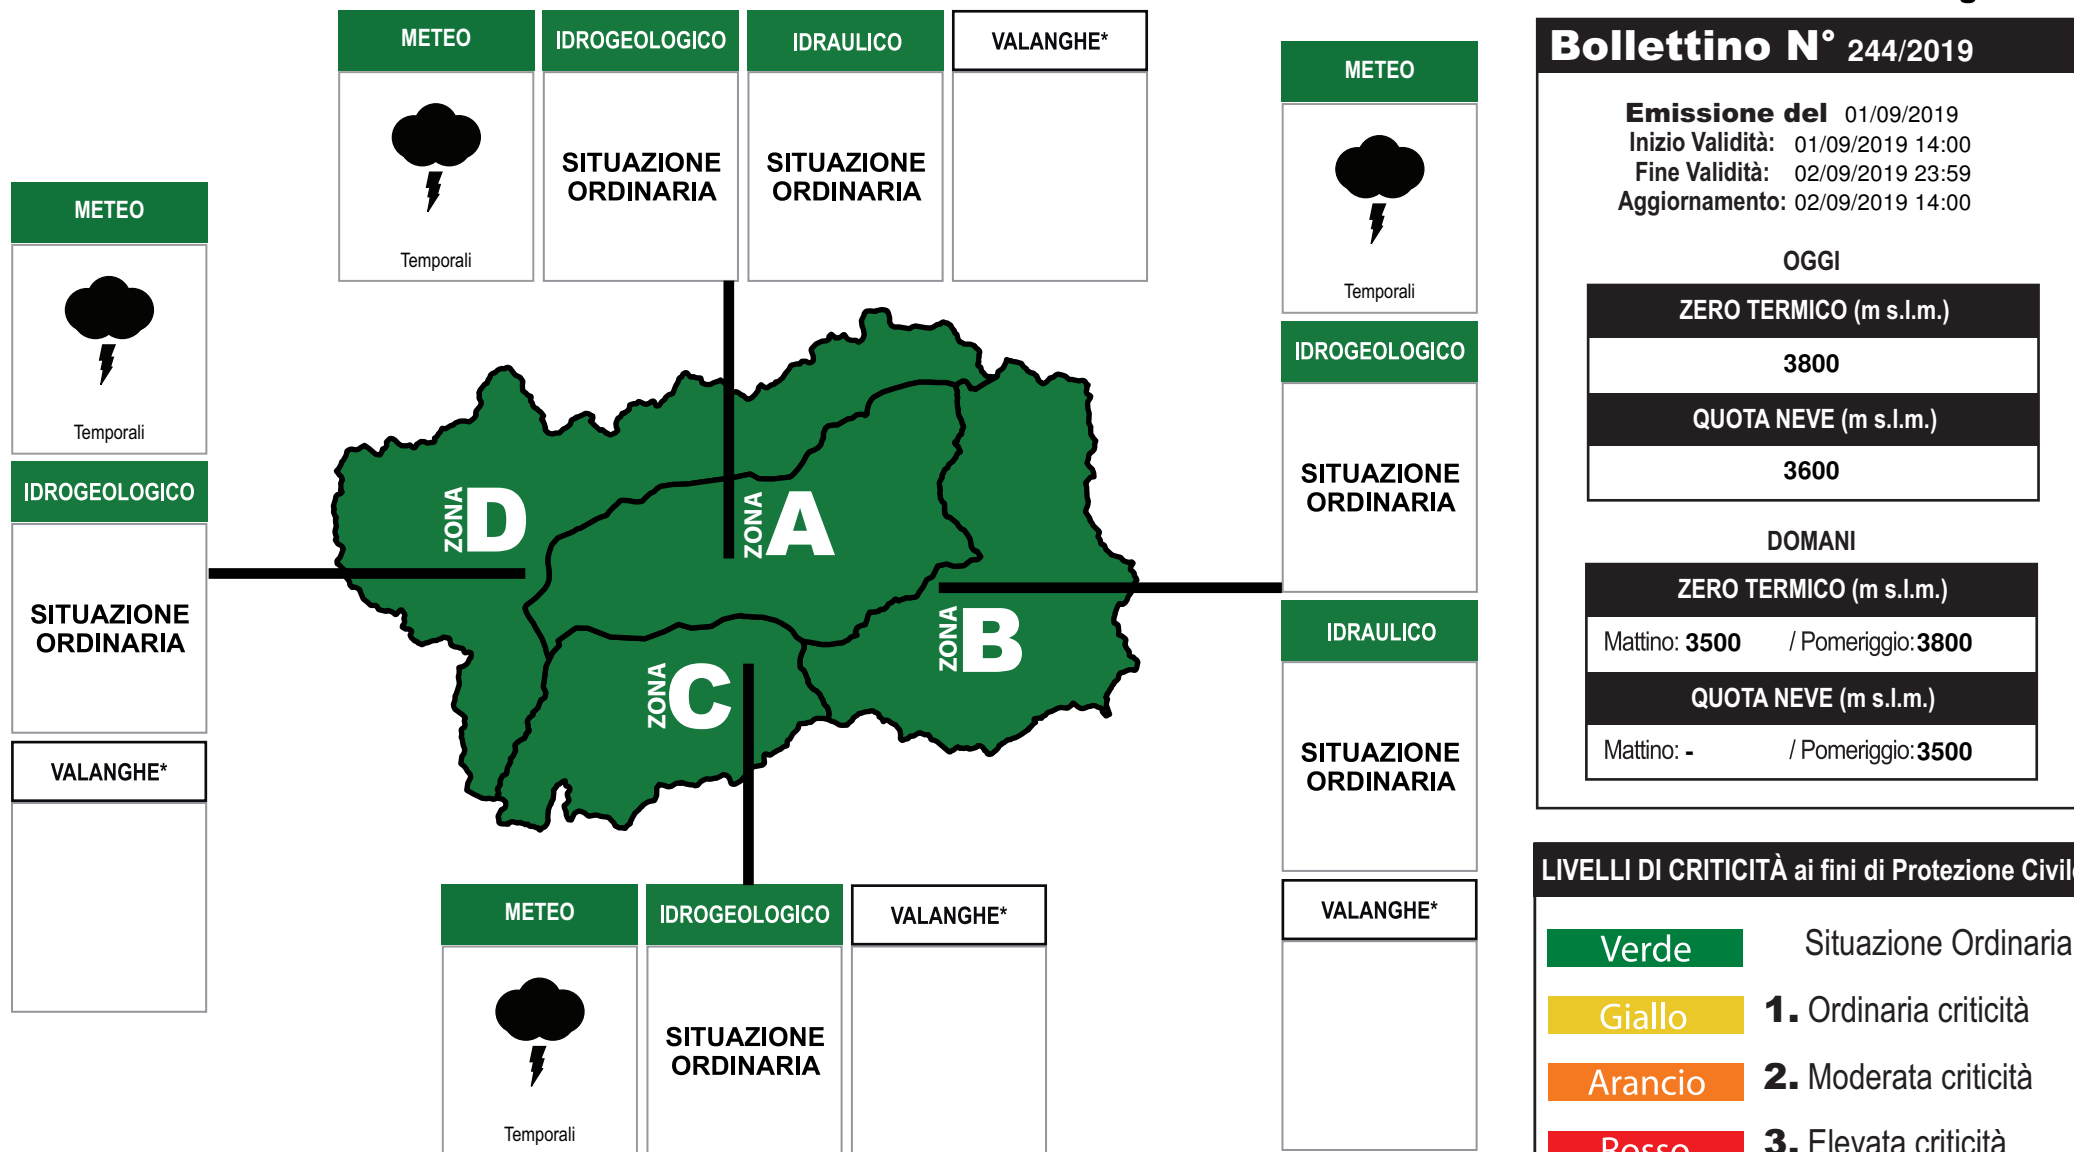 METEO
IDROGEOLOGICO
IDRAULICO
VALANGHE*
Temporali
SITUAZIONE
ORDINARIA
SITUAZIONE
ORDINARIA
METEO
Temporali
IDROGEOLOGICO
SITUAZIONE
ORDINARIA
VALANGHE*
ZONA D
ZONA A
ZONA B
ZONA C
METEO
Temporali
IDROGEOLOGICO
SITUAZIONE
ORDINARIA
IDRAULICO
SITUAZIONE
ORDINARIA
VALANGHE*
METEO
IDROGEOLOGICO
VALANGHE*
Temporali
SITUAZIONE
ORDINARIA
Bollettino N° 244/2019
Emissione del 01/09/2019
Inizio Validità: 01/09/2019 14:00
Fine Validità: 02/09/2019 23:59
Aggiornamento: 02/09/2019 14:00
OGGI
ZERO TERMICO (m s.l.m.)
3800
QUOTA NEVE (m s.l.m.)
3600
DOMANI
ZERO TERMICO (m s.l.m.)
Mattino: 3500 / Pomeriggio: 3800
QUOTA NEVE (m s.l.m.)
Mattino: - / Pomeriggio: 3500
LIVELLI DI CRITICITÀ ai fini di Protezione Civile
Verde Situazione Ordinaria
Giallo 1. Ordinaria criticità
Arancio 2. Moderata criticità
Rosso 3. Elevata criticità